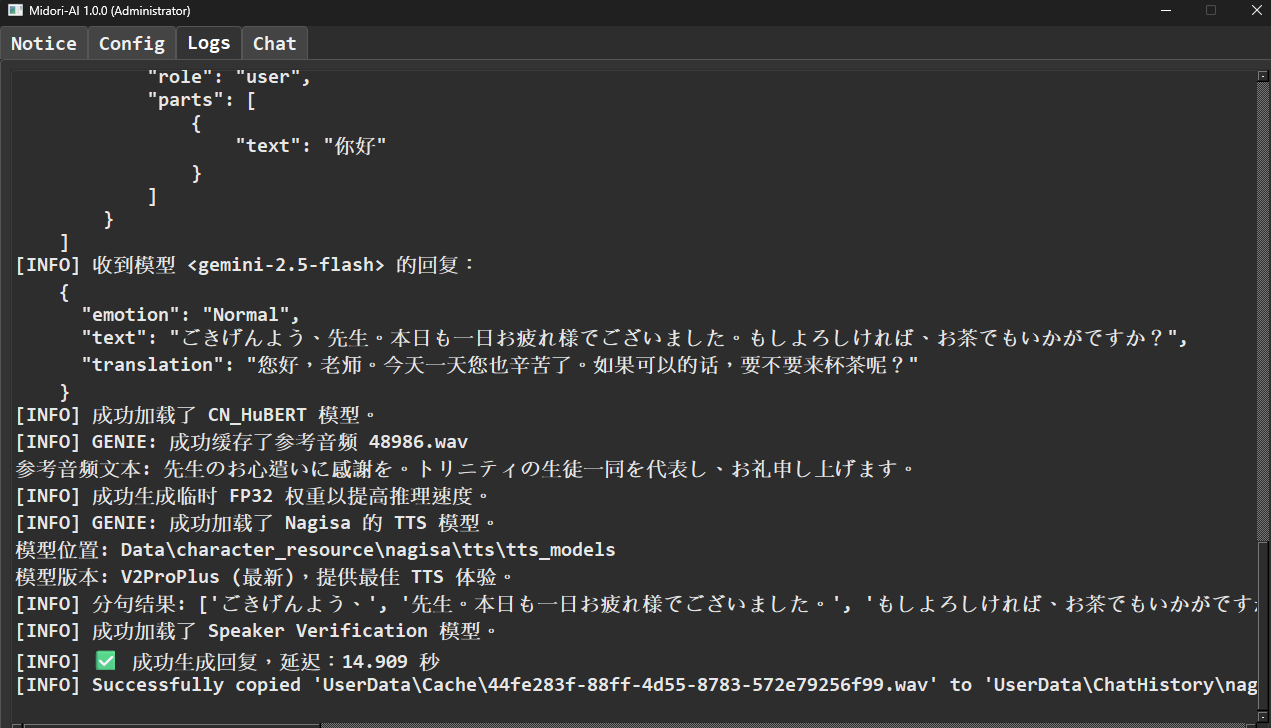 Midori-AI 1.0.0 (Administrator)
Notice Config Logs Chat
"role": "user",
"parts": [
{
"text": "你好"
}
]
}
]
[INFO] 收到模型 <gemini-2.5-flash> 的回复：
{
"emotion": "Normal",
"text": "ごきげんよう、先生。本日も一日お疲れ様でございました。もしよろしければ、お茶でもいかがですか？",
"translation": "您好，老师。今天一天您也辛苦了。如果可以的话，要不要来杯茶呢？"
}
[INFO] 成功加载了 CN_HuBERT 模型。
[INFO] GENIE: 成功缓存了参考音频 48986.wav
参考音频文本: 先生のお心遣いに感謝を。トリニティの生徒一同を代表し、お礼申し上げます。
[INFO] 成功生成临时 FP32 权重以提高推理速度。
[INFO] GENIE: 成功加载了 Nagisa 的 TTS 模型。
模型位置: Data\character_resource\nagisa\tts\tts_models
模型版本: V2ProPlus (最新)，提供最佳 TTS 体验。
[INFO] 分句结果: ['ごきげんよう、', '先生。本日も一日お疲れ様でございました。', 'もしよろしければ、お茶でもいかがです
[INFO] 成功加载了 Speaker Verification 模型。
[INFO] ✅ 成功生成回复，延迟：14.909 秒
[INFO] Successfully copied 'UserData\Cache\44fe283f-88ff-4d55-8783-572e79256f99.wav' to 'UserData\ChatHistory\nag